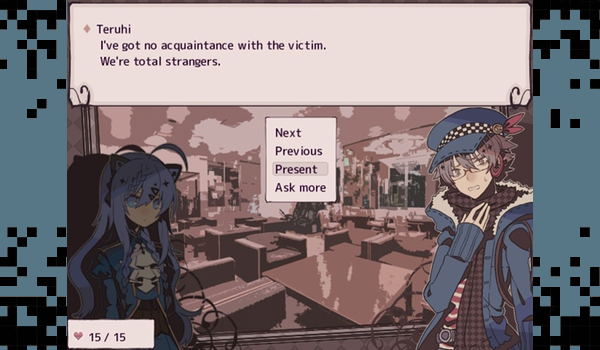 Teruhi
I've got no acquaintance with the victim.
We're total strangers.
Next
Previous
Present
Ask more
15 / 15